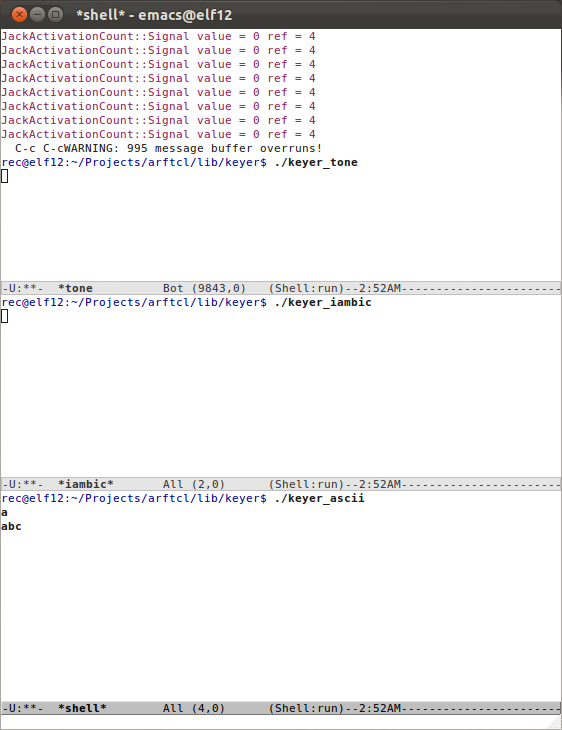 *shell* - emacs@elf12
JackActivationCount::Signal value = 0 ref = 4
JackActivationCount::Signal value = 0 ref = 4
JackActivationCount::Signal value = 0 ref = 4
JackActivationCount::Signal value = 0 ref = 4
JackActivationCount::Signal value = 0 ref = 4
JackActivationCount::Signal value = 0 ref = 4
JackActivationCount::Signal value = 0 ref = 4
JackActivationCount::Signal value = 0 ref = 4
  C-c C-cWARNING: 995 message buffer overruns!
rec@elf12:~/Projects/arftcl/lib/keyer$ ./keyer_tone
-U:**-  *tone          Bot (9843,0)   (Shell:run)--2:52AM-----------------------
rec@elf12:~/Projects/arftcl/lib/keyer$ ./keyer_iambic
-U:**-  *iambic*       All (2,0)      (Shell:run)--2:52AM-----------------------
rec@elf12:~/Projects/arftcl/lib/keyer$ ./keyer_ascii
a
abc
-U:**-  *shell*        All (4,0)      (Shell:run)--2:52AM-----------------------